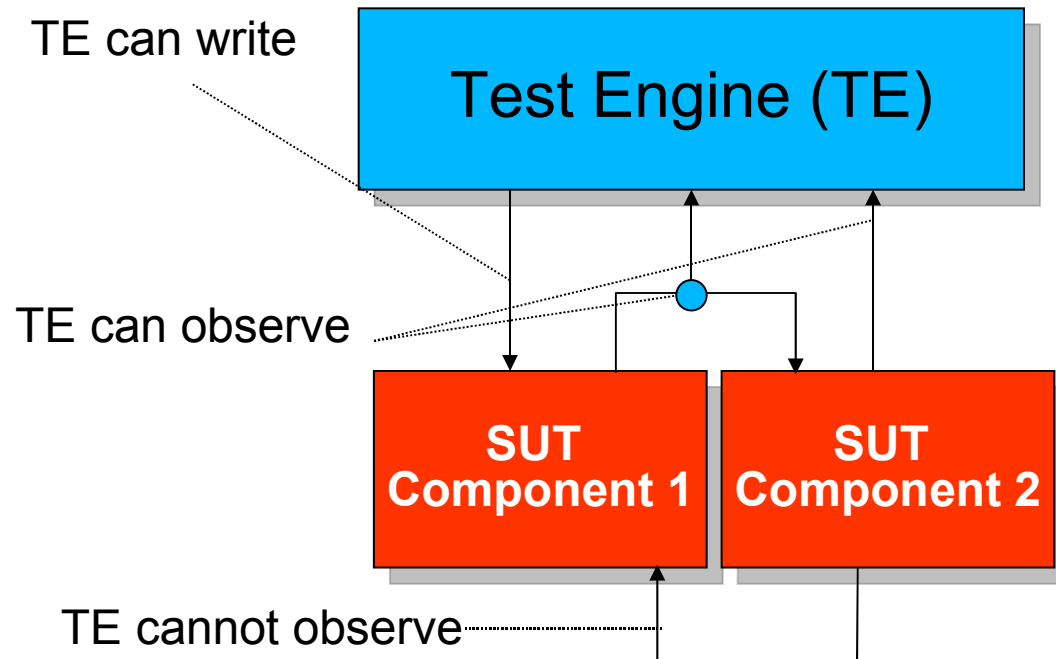 TE can write
Test Engine (TE)
TE can observe
SUT
Component 1
SUT
Component 2
TE cannot observe